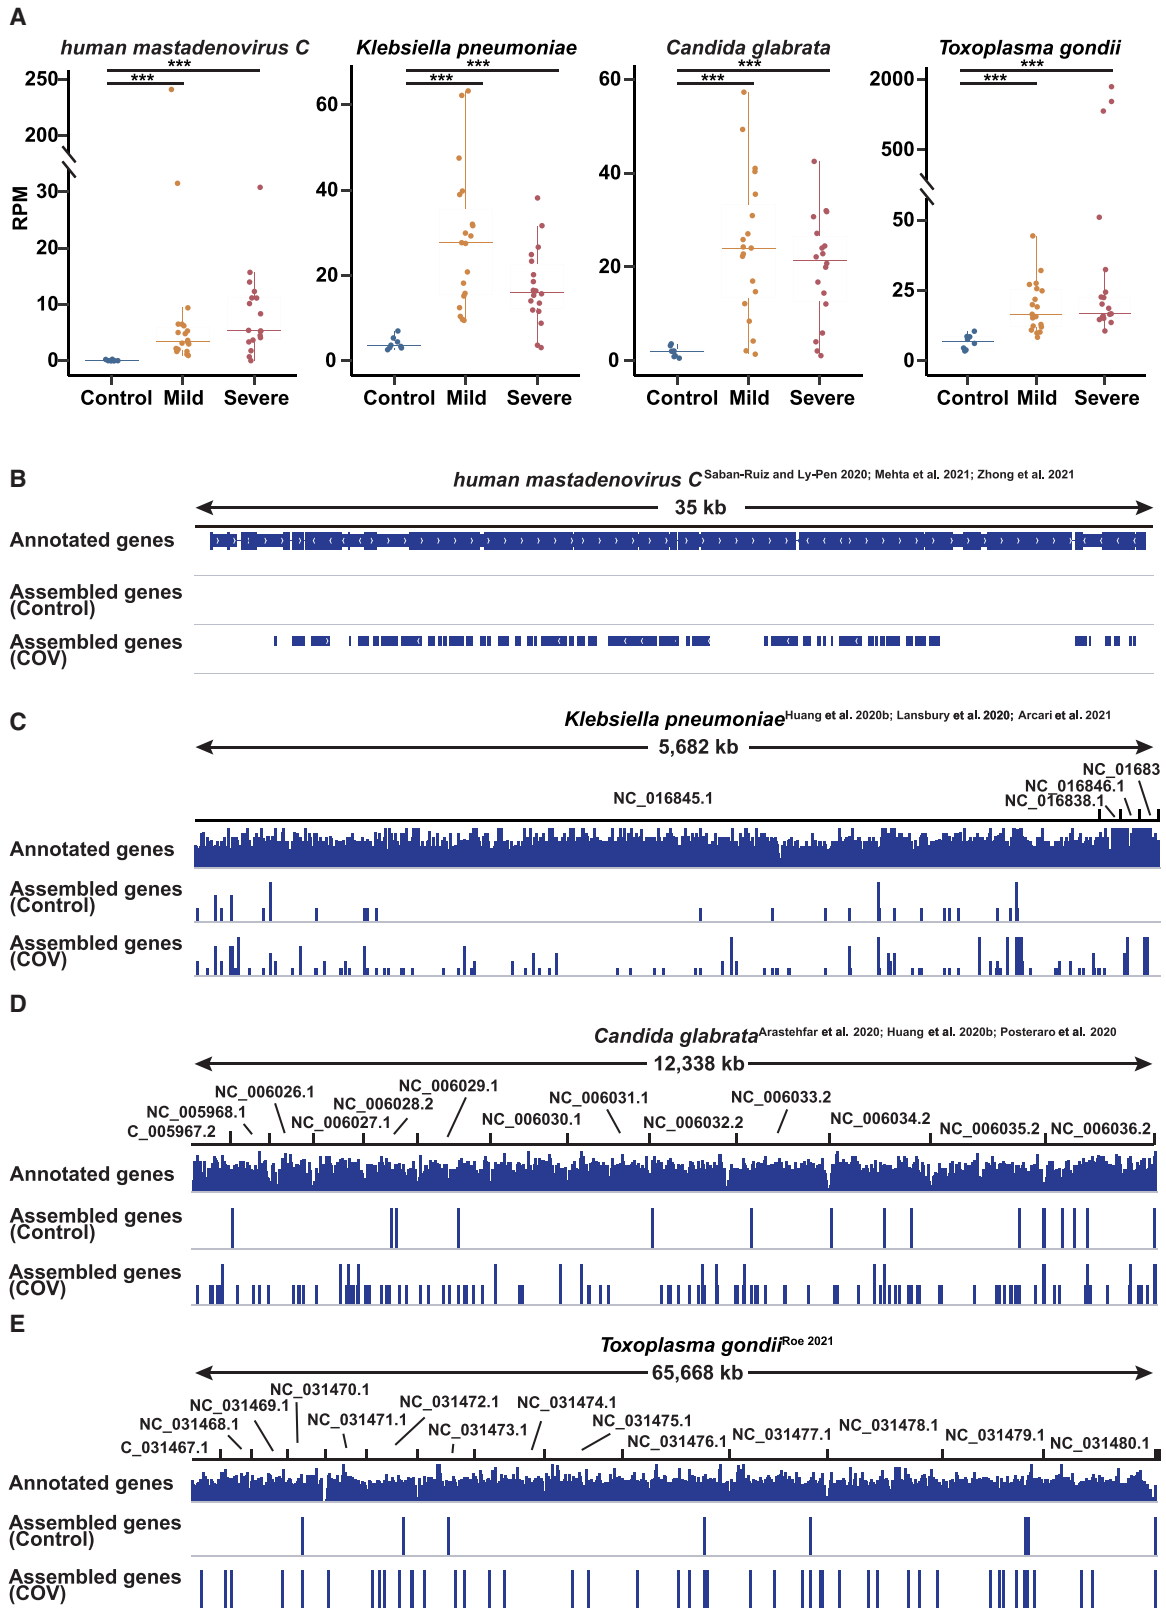 A
human mastadenovirus C
Klebsiella pneumoniae
Candida glabrata
Toxoplasma gondii
***
***
***
***
***
***
***
***
RPM
250
200
30
20
10
0
60
40
20
0
60
40
20
0
2000
500
50
25
0
Control Mild Severe
Control Mild Severe
Control Mild Severe
Control Mild Severe
B
human mastadenovirus C Saban-Ruiz and Ly-Pen 2020; Mehta et al. 2021; Zhong et al. 2021
35 kb
Annotated genes
Assembled genes
(Control)
Assembled genes
(COV)
C
Klebsiella pneumoniae Huang et al. 2020b; Lansbury et al. 2020; Arcari et al. 2021
5,682 kb
NC_01683
NC_016846.1
NC_016845.1
NC_016838.1
Annotated genes
Assembled genes
(Control)
Assembled genes
(COV)
D
Candida glabrata Arastehfar et al. 2020; Huang et al. 2020b; Posteraro et al. 2020
12,338 kb
NC_006029.1
NC_006026.1
NC_006031.1
NC_006033.2
NC_006028.2
NC_005968.1
NC_006027.1
NC_006030.1
NC_006032.2
NC_006034.2
C_005967.2
NC_006035.2
NC_006036.2
Annotated genes
Assembled genes
(Control)
Assembled genes
(COV)
E
Toxoplasma gondii Roe 2021
65,668 kb
NC_031470.1
NC_031472.1
NC_031474.1
NC_031469.1
NC_031471.1
NC_031475.1
NC_031468.1
NC_031473.1
NC_031478.1
NC_031477.1
NC_031479.1
NC_031476.1
NC_031480.1
C_031467.1
Annotated genes
Assembled genes
(Control)
Assembled genes
(COV)